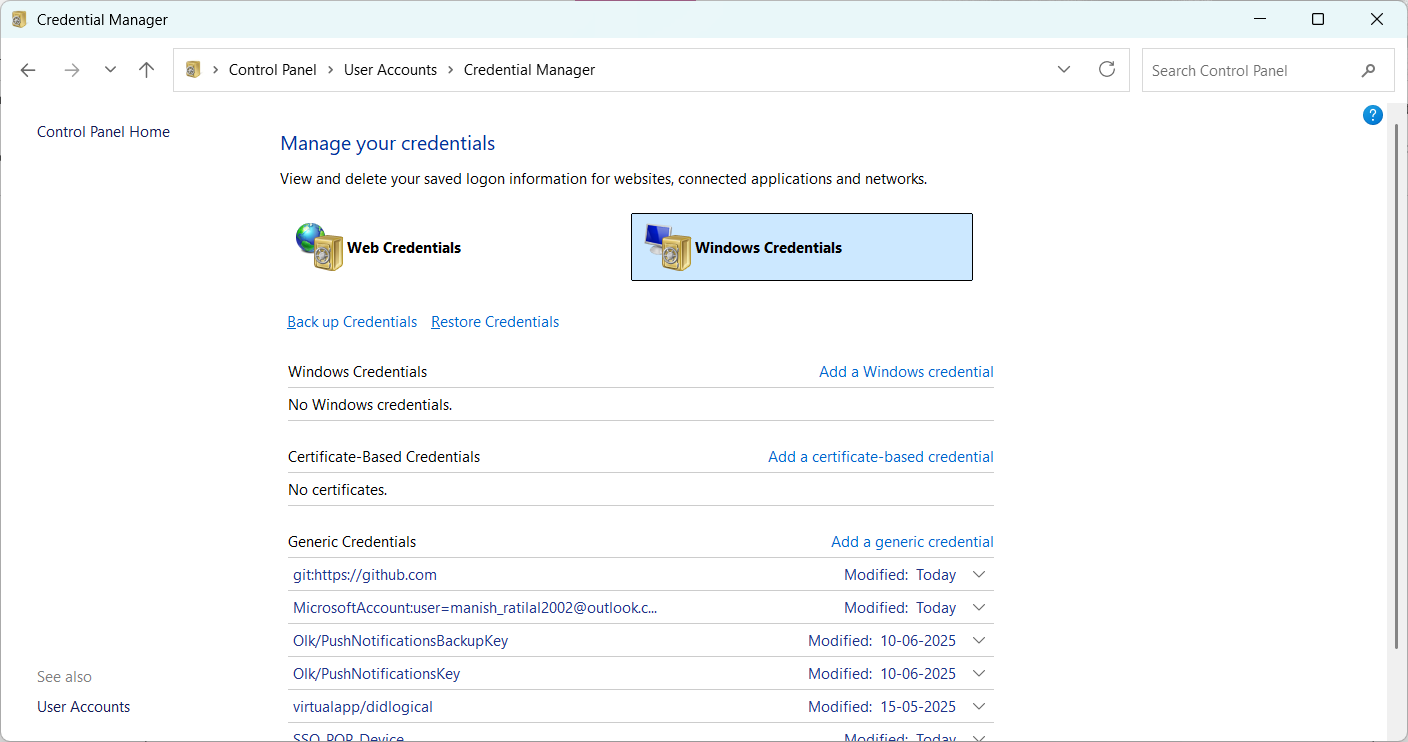 Credential Manager
Control Panel > User Accounts > Credential Manager
Search Control Panel
?
Control Panel Home
Manage your credentials
View and delete your saved logon information for websites, connected applications and networks.
Web Credentials
Windows Credentials
Back up Credentials Restore Credentials
Windows Credentials Add a Windows credential
No Windows credentials.
Certificate-Based Credentials Add a certificate-based credential
No certificates.
Generic Credentials Add a generic credential
git:https://github.com Modified: Today
MicrosoftAccount:user=manish_ratilal2002@outlook.c... Modified: Today
Olk/PushNotificationsBackupKey Modified: 10-06-2025
Olk/PushNotificationsKey Modified: 10-06-2025
virtualapp/didlogical Modified: 15-05-2025
SSO_POP_Device Modified: Today
See also
User Accounts